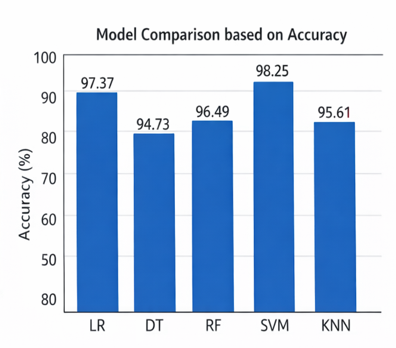 Model Comparison based on Accuracy
100
90
80
70
60
50
80
Accuracy (%)
97.37
94.73
96.49
98.25
95.61
LR
DT
RF
SVM
KNN